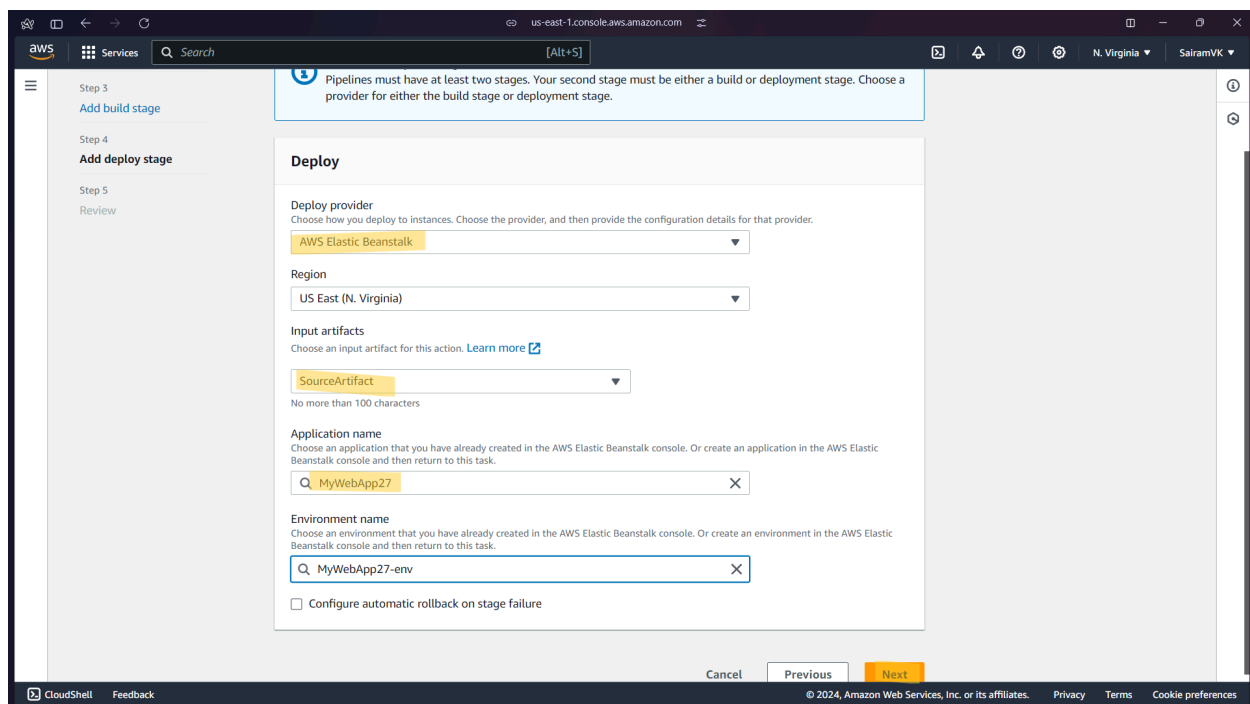 us-east-1.console.aws.amazon.com
aws
Services
Search
[Alt+S]
N. Virginia
SairamVK
Step 3
Add build stage
Step 4
Add deploy stage
Step 5
Review
Pipelines must have at least two stages. Your second stage must be either a build or deployment stage. Choose a
provider for either the build stage or deployment stage.
Deploy
Deploy provider
Choose how you deploy to instances. Choose the provider, and then provide the configuration details for that provider.
AWS Elastic Beanstalk
Region
US East (N. Virginia)
Input artifacts
Choose an input artifact for this action. Learn more
SourceArtifact
No more than 100 characters
Application name
Choose an application that you have already created in the AWS Elastic Beanstalk console. Or create an application in the AWS Elastic
Beanstalk console and then return to this task.
MyWebApp27
Environment name
Choose an environment that you have already created in the AWS Elastic Beanstalk console. Or create an environment in the AWS Elastic
Beanstalk console and then return to this task.
MyWebApp27-env
Configure automatic rollback on stage failure
Cancel
Previous
Next
CloudShell
Feedback
© 2024, Amazon Web Services, Inc. or its affiliates.
Privacy
Terms
Cookie preferences